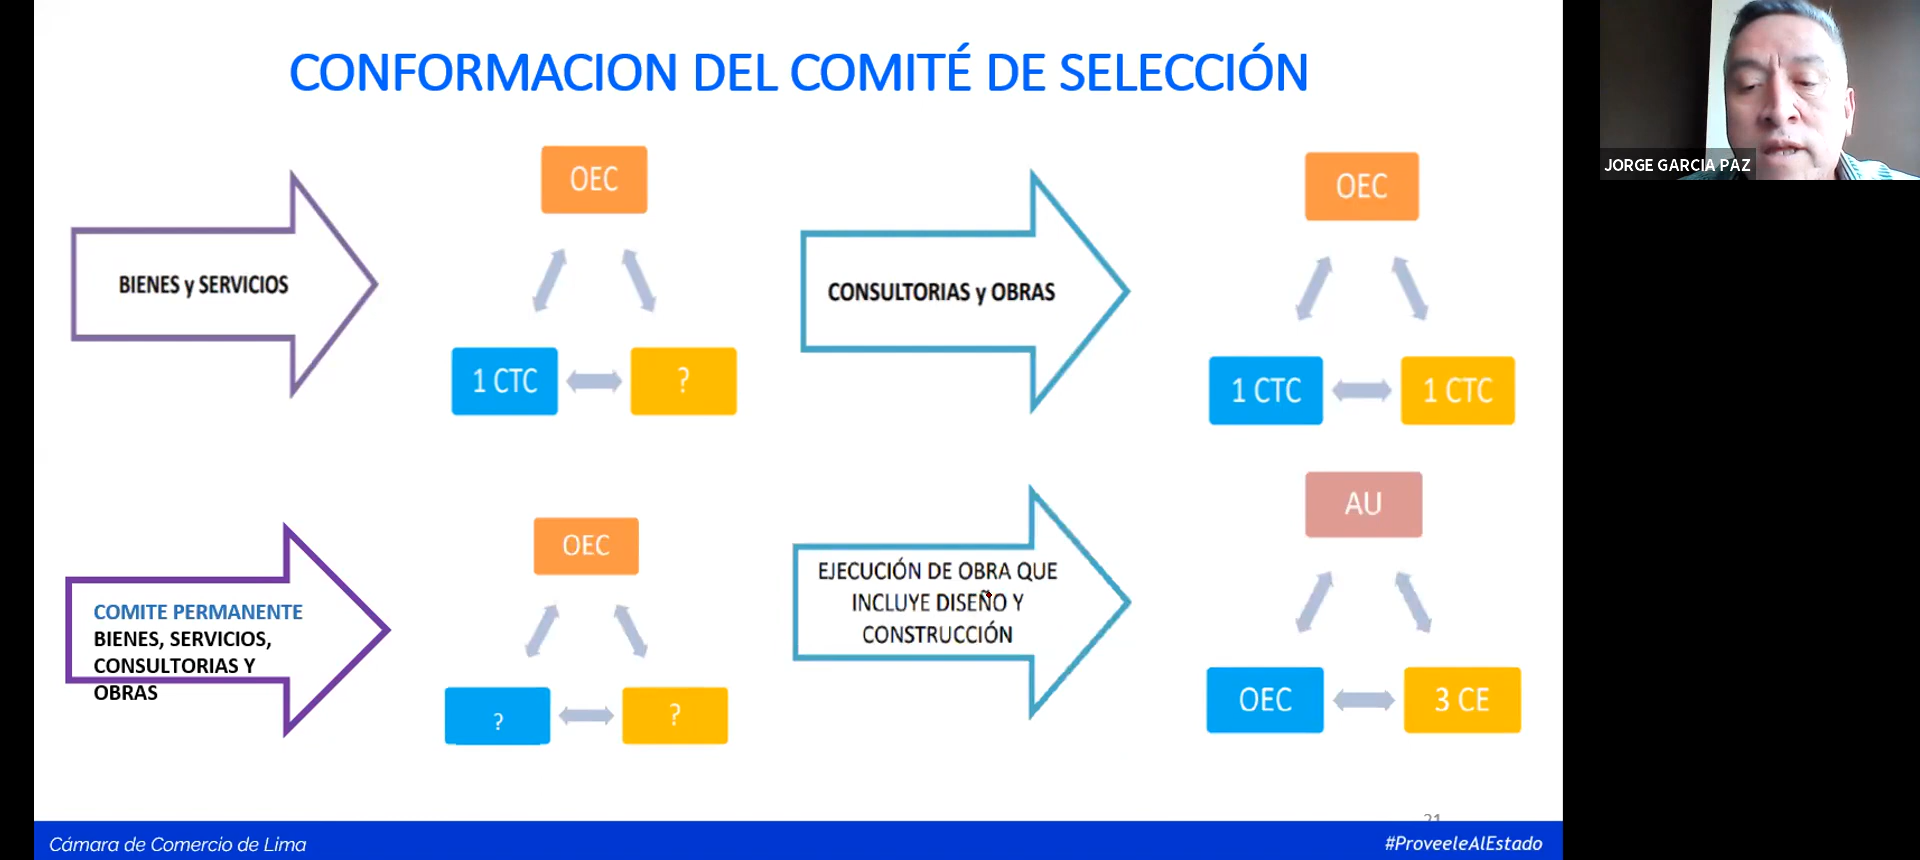 CONFORMACION DEL COMITÉ DE SELECCIÓN
JORGE GARCIA PAZ
BIENES y SERVICIOS
OEC
1 CTC
?
CONSULTORIAS y OBRAS
OEC
1 CTC
1 CTC
COMITE PERMANENTE
BIENES, SERVICIOS,
CONSULTORIAS Y
OBRAS
OEC
?
?
EJECUCIÓN DE OBRA QUE
INCLUYE DISEÑO Y
CONSTRUCCIÓN
AU
OEC
3 CE
21
Cámara de Comercio de Lima
#ProveeleAlEstado